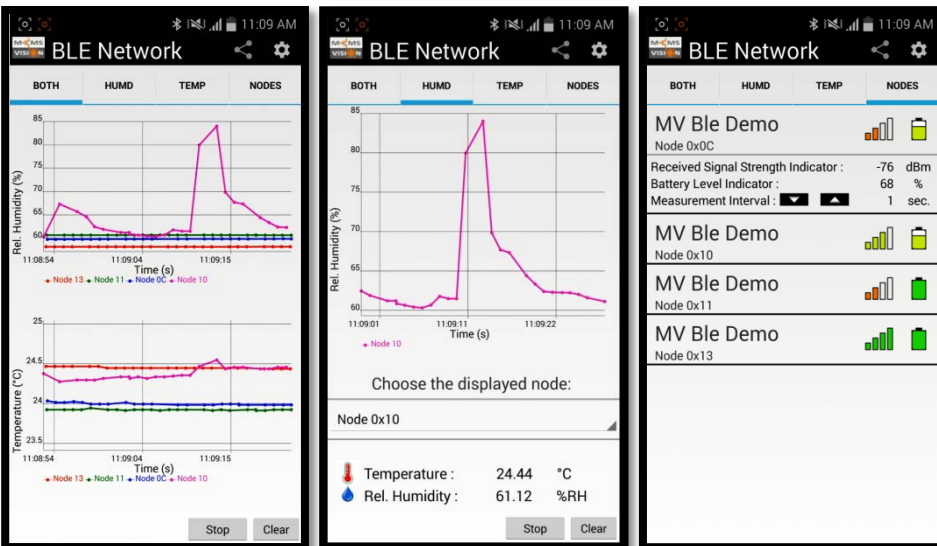 11:09 AM
MEMS VISION BLE Network
BOTH HUMD TEMP NODES
85
80
75
70
65
60
Rel. Humidity (%)
11:08:54 11:09:04 11:09:15
Time (s)
Node 13 Node 11 Node 0C Node 10
25
24.5
24
23.5
Temperature (°C)
11:08:54 11:09:04 11:09:15
Time (s)
Node 13 Node 11 Node 0C Node 10
Stop Clear
11:09 AM
MEMS VISION BLE Network
BOTH HUMD TEMP NODES
85
80
70
65
60
Rel. Humidity (%)
11:09:01 11:09:11 11:09:22
Time (s)
Node 10
Choose the displayed node:
Node 0x10
Temperature : 24.44 °C
Rel. Humidity : 61.12 %RH
Stop Clear
11:09 AM
MEMS VISION BLE Network
BOTH HUMD TEMP NODES
MV Ble Demo
Node 0x0C
Received Signal Strength Indicator : -76 dBm
Battery Level Indicator : 68 %
Measurement Interval : 1 sec.
MV Ble Demo
Node 0x10
MV Ble Demo
Node 0x11
MV Ble Demo
Node 0x13